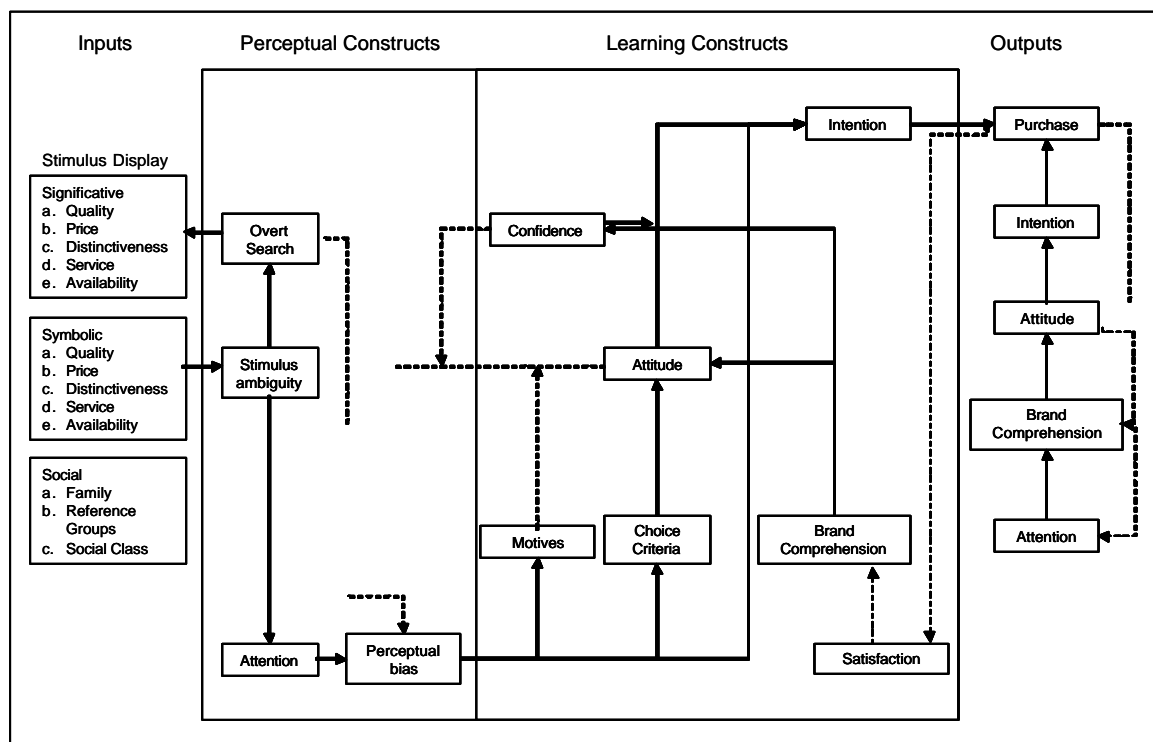 Inputs
Perceptual Constructs
Learning Constructs
Outputs
Stimulus Display
Significative
a. Quality
b. Price
c. Distinctiveness
d. Service
e. Availability
Symbolic
a. Quality
b. Price
c. Distinctiveness
d. Service
e. Availability
Social
a. Family
b. Reference
Groups
c. Social Class
Overt
Search
Stimulus
ambiguity
Attention
Perceptual
bias
Intention
Confidence
Attitude
Motives
Choice
Criteria
Brand
Comprehension
Satisfaction
Purchase
Intention
Attitude
Brand
Comprehension
Attention